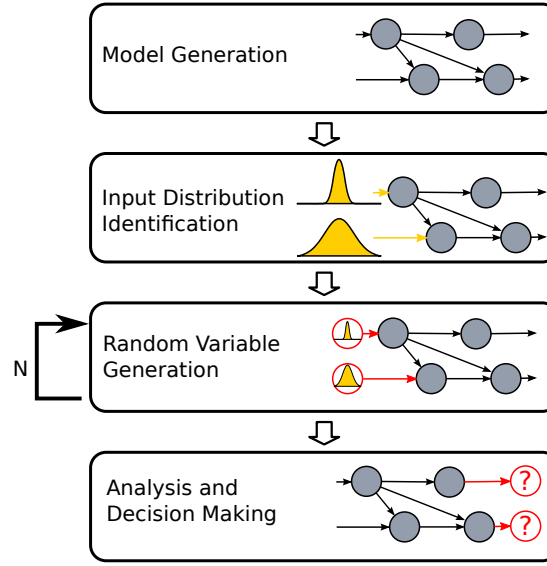 Model Generation
Input Distribution
Identification
N
Random Variable
Generation
Analysis and
Decision Making
?
?